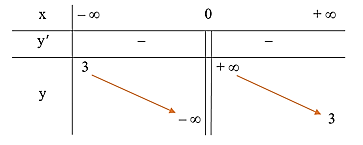 x −∞ 0 +∞
y′ − −
3 +∞
y
−∞ 3